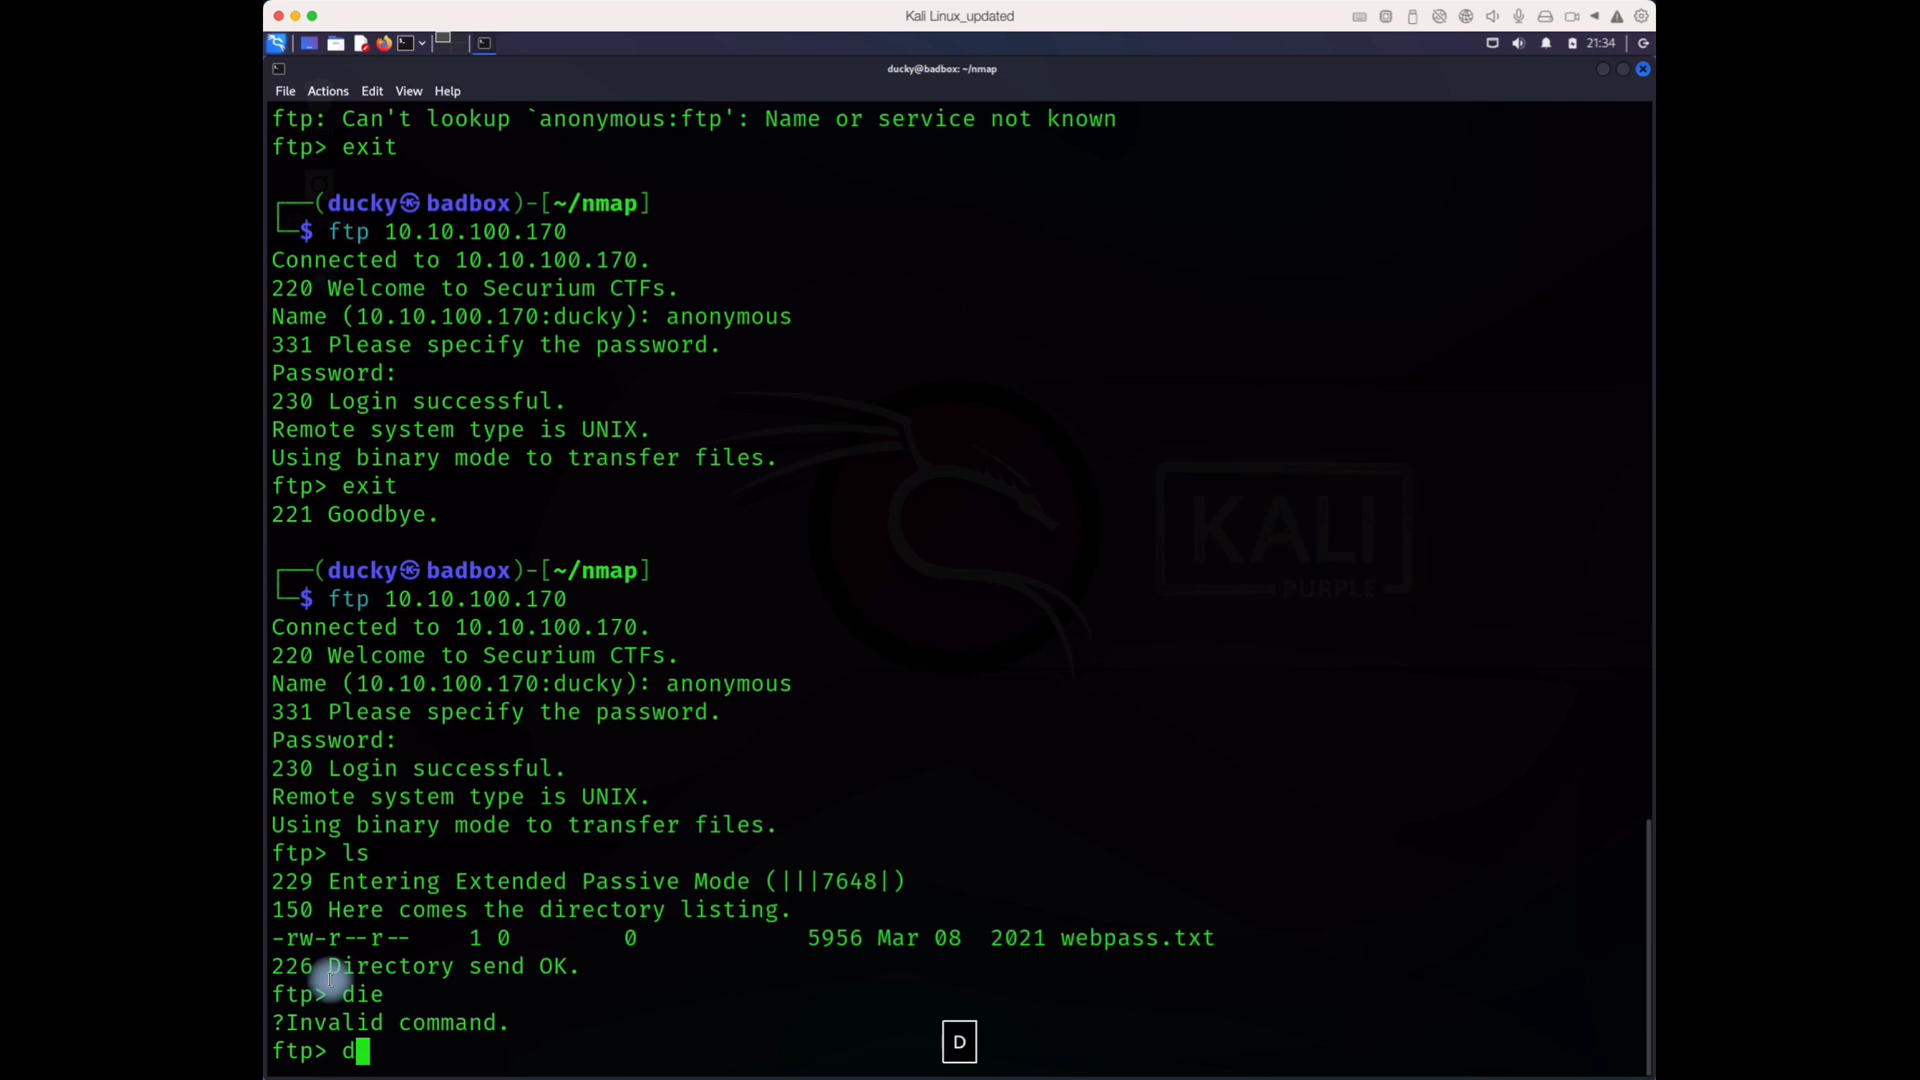 Kali Linux_updated
21:34
ducky@badbox: ~/nmap
File Actions Edit View Help
ftp: Can't lookup `anonymous:ftp': Name or service not known
ftp> exit
┌──(ducky㉿badbox)-[~/nmap]
└─$ ftp 10.10.100.170
Connected to 10.10.100.170.
220 Welcome to Securium CTFs.
Name (10.10.100.170:ducky): anonymous
331 Please specify the password.
Password:
230 Login successful.
Remote system type is UNIX.
Using binary mode to transfer files.
ftp> exit
221 Goodbye.
┌──(ducky㉿badbox)-[~/nmap]
└─$ ftp 10.10.100.170
Connected to 10.10.100.170.
220 Welcome to Securium CTFs.
Name (10.10.100.170:ducky): anonymous
331 Please specify the password.
Password:
230 Login successful.
Remote system type is UNIX.
Using binary mode to transfer files.
ftp> ls
229 Entering Extended Passive Mode (|||7648|)
150 Here comes the directory listing.
-rw-r--r--    1 0        0            5956 Mar 08  2021 webpass.txt
226 Directory send OK.
ftp> die
?Invalid command.
ftp> d
D
KALI
PURPLE